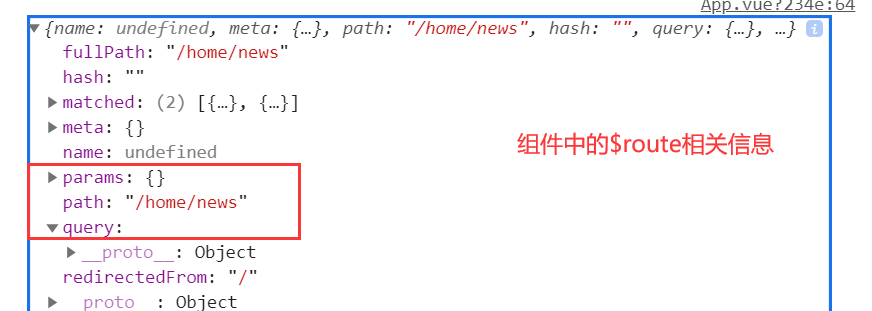 App.vue?234e:64
{name: undefined, meta: {…}, path: "/home/news", hash: "", query: {…}, …}
fullPath: "/home/news"
hash: ""
matched: (2) [{…}, {…}]
meta: {}
name: undefined
组件中的$route相关信息
params: {}
path: "/home/news"
query:
__proto__: Object
redirectedFrom: "/"
proto : Object